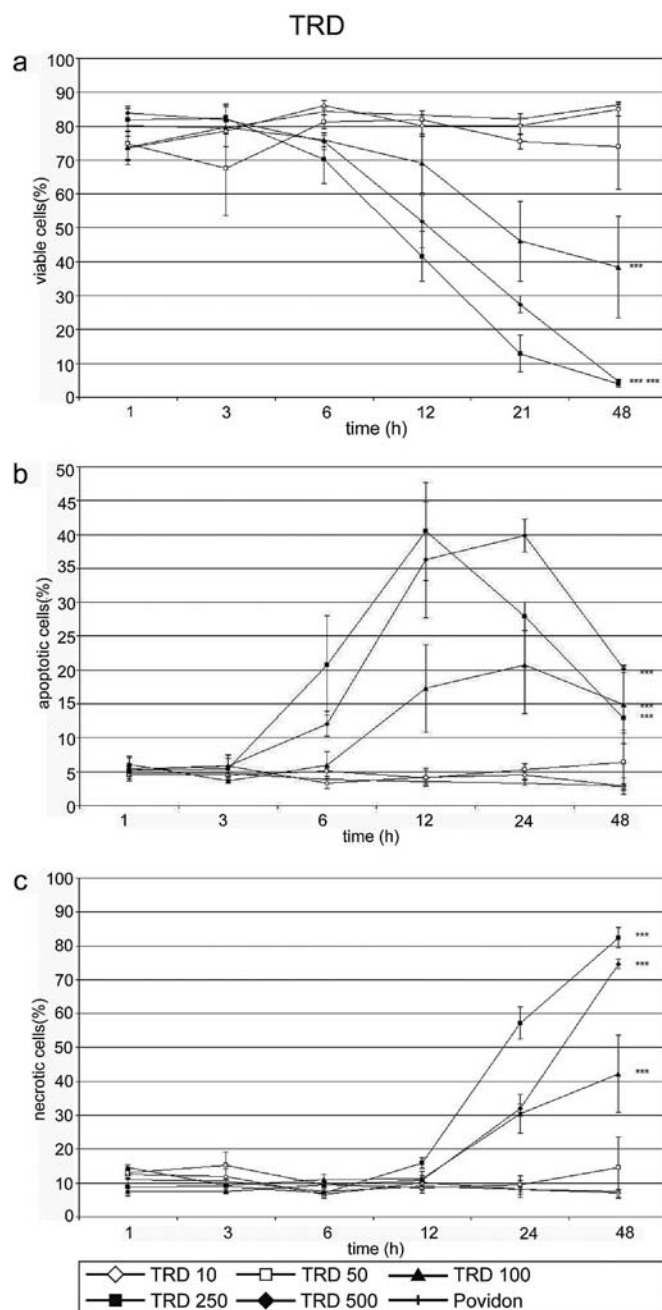 TRD
a
100
90
80
70
60
50
40
30
20
10
0
viable cells(%)
1 3 6 12 21 48
time (h)
***
*** ***
b
50
45
40
35
30
25
20
15
10
5
0
apoptotic cells(%)
1 3 6 12 24 48
time (h)
***
***
***
c
100
90
80
70
60
50
40
30
20
10
0
necrotic cells(%)
1 3 6 12 24 48
time (h)
***
***
***
TRD 10 TRD 50 TRD 100
TRD 250 TRD 500 Povidon